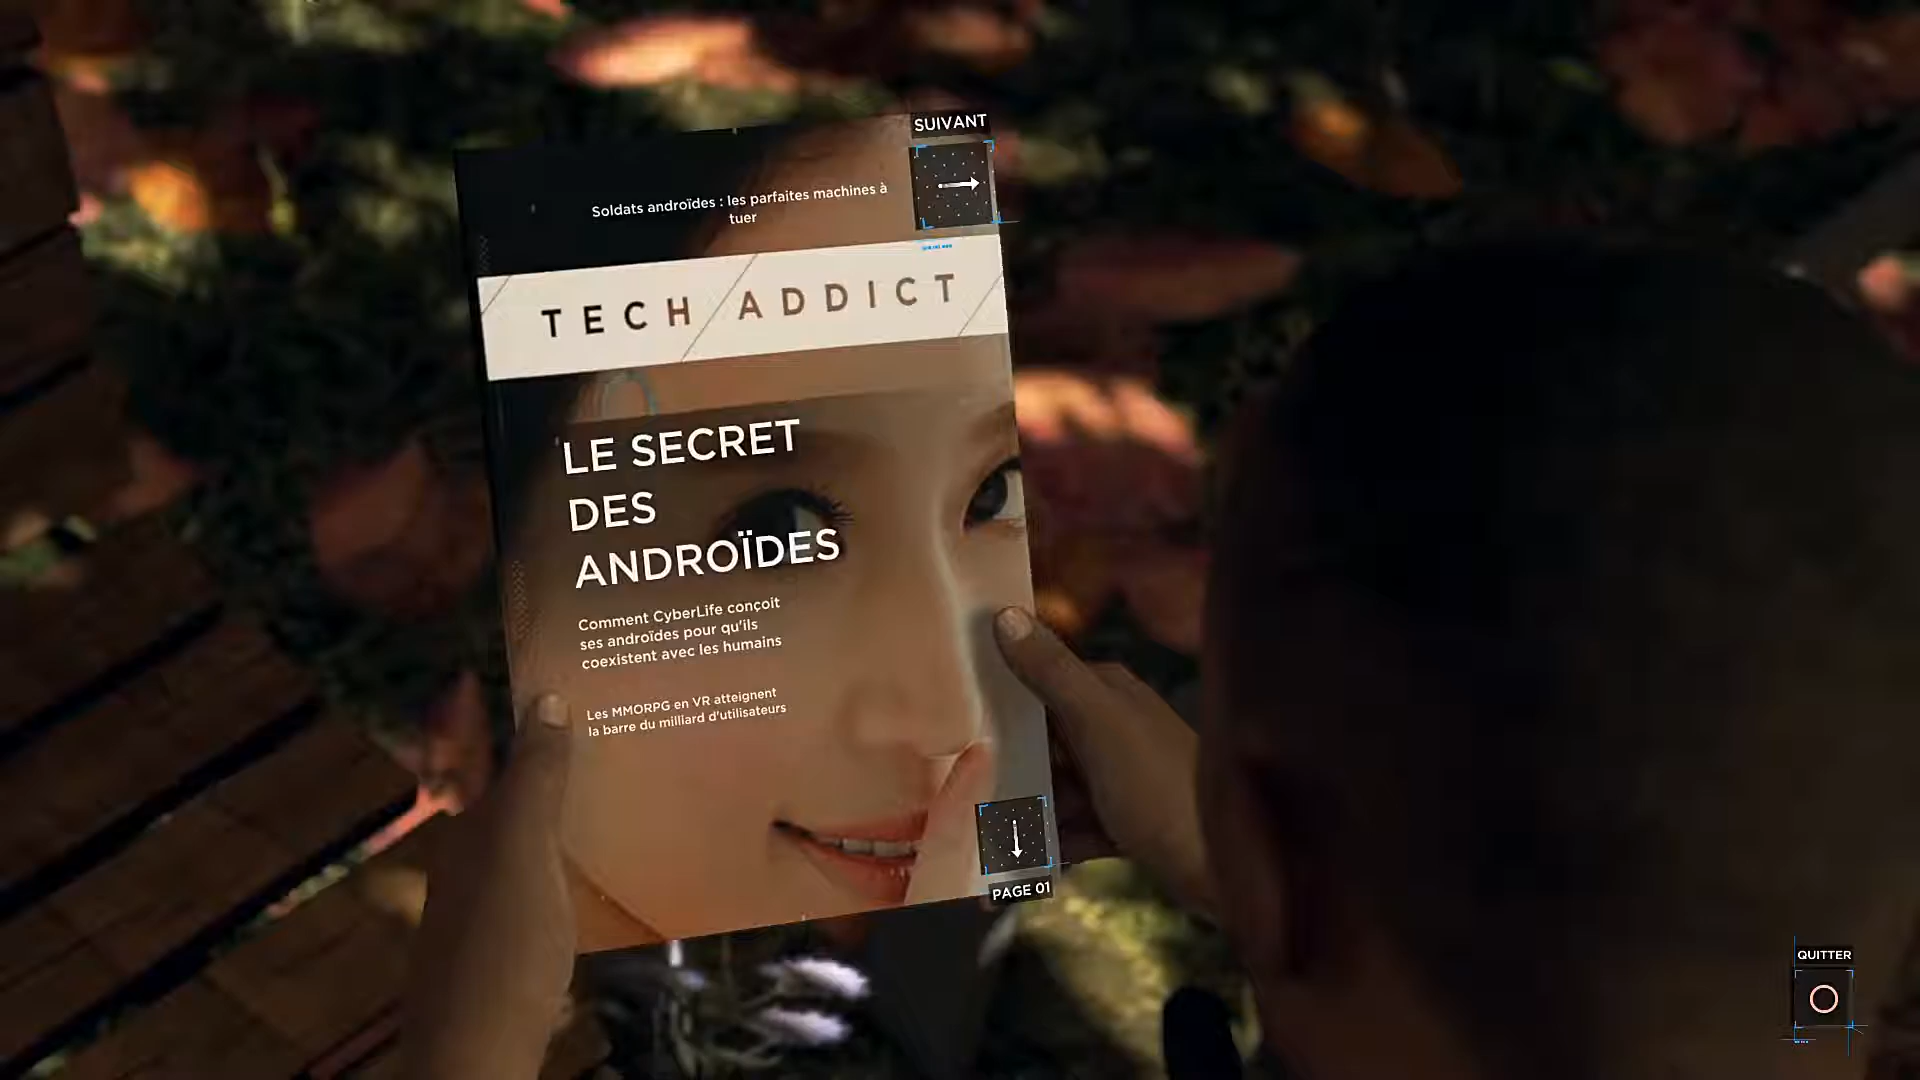 SUIVANT
Soldats androïdes : les parfaites machines à
tuer
TECH ADDICT
LE SECRET
DES
ANDROÏDES
Comment CyberLife conçoit
ses androïdes pour qu'ils
coexistent avec les humains
Les MMORPG en VR atteignent
la barre du milliard d'utilisateurs
PAGE 01
QUITTER